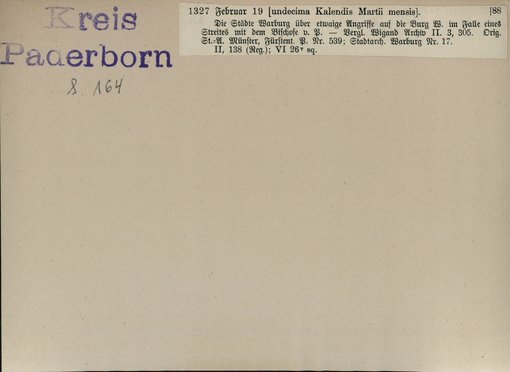 Kreis
Paderborn
S. 164
1327 Februar 19 [undecima Kalendis Martii mensis]. [88
Die Städte Warburg über etwaige Angriffe auf die Burg W. im Falle eines
Streites mit dem Bischofe v. P. — Vergl. Wigand Archiv II. 3, 305. Orig.
St.-A. Münster, Fürstent. P. Nr. 539; Stadtarch. Warburg Nr. 17.
II, 138 (Reg.); VI 26ᵛ sq.